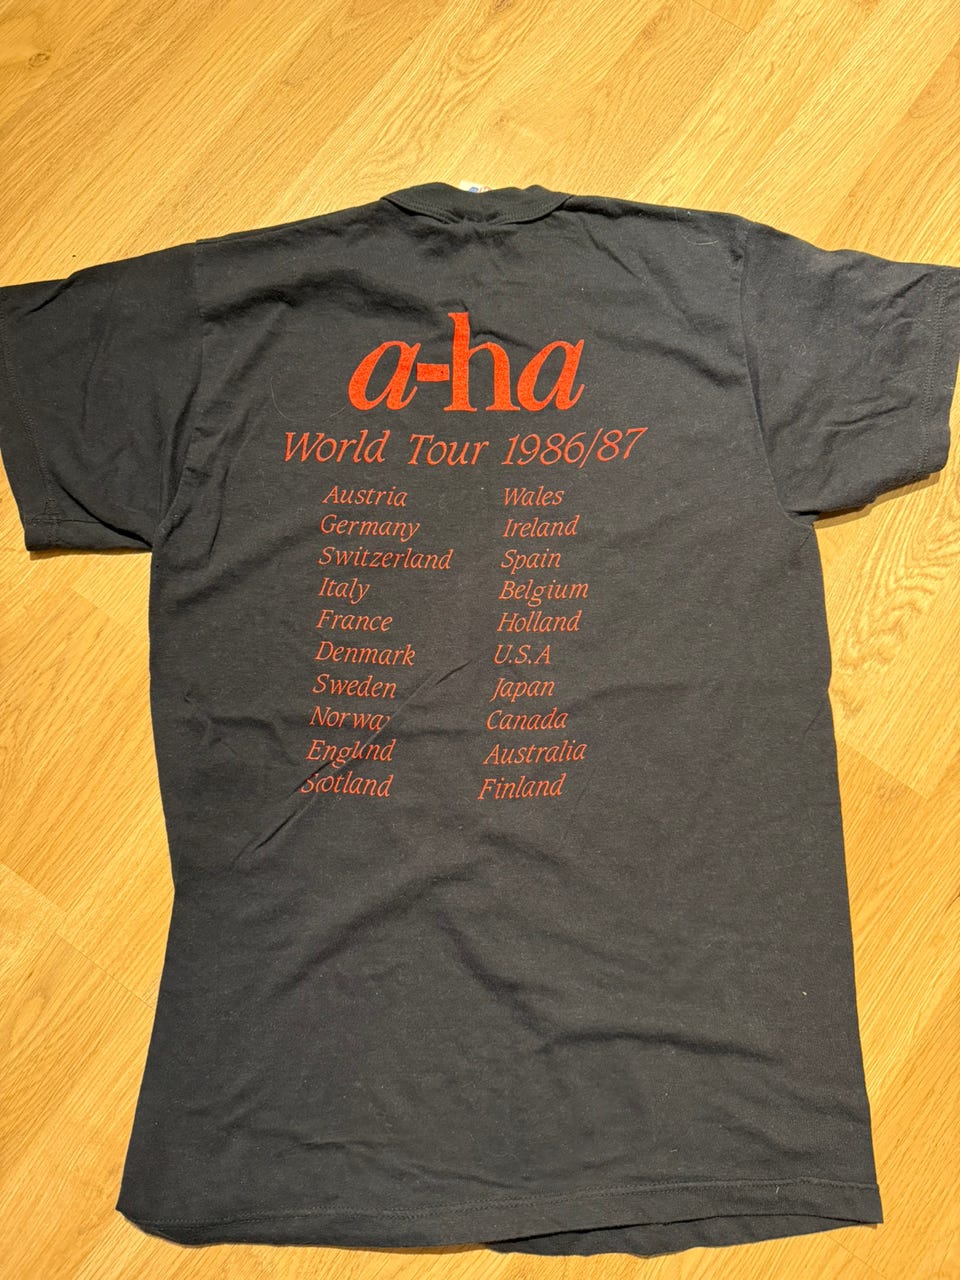 a-ha
World Tour 1986/87
Austria
Germany
Switzerland
Italy
France
Denmark
Sweden
Norway
England
Scotland
Wales
Ireland
Spain
Belgium
Holland
U.S.A
Japan
Canada
Australia
Finland